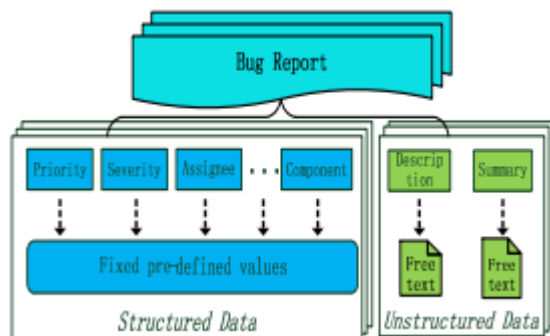 Bug Report
Priority Severity Assignee ... Component
Descrip
tion
Summary
Fixed pre-defined values
Free
text
Free
text
Structured Data
Unstructured Data